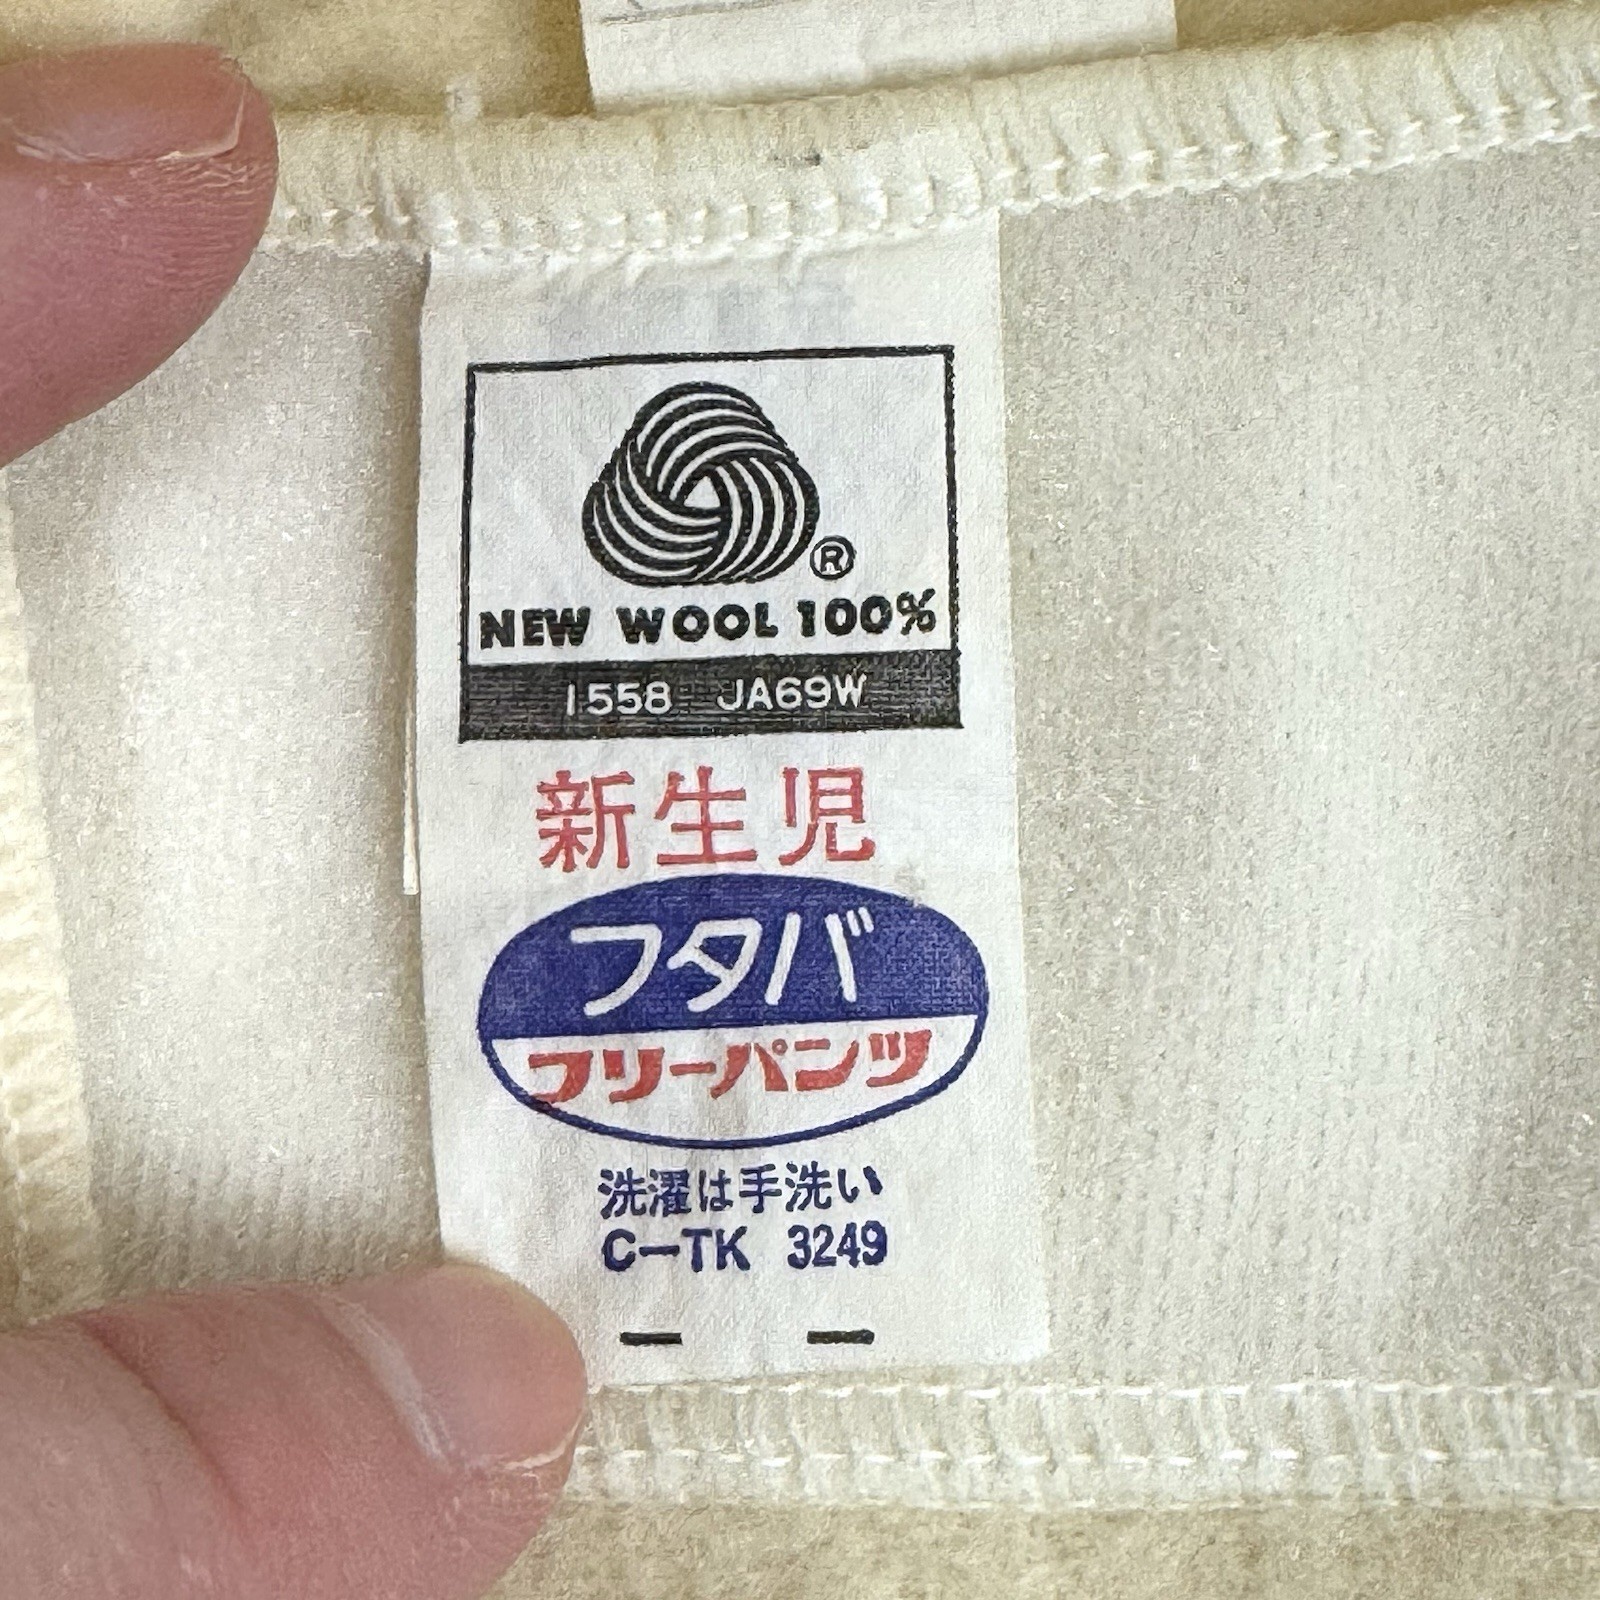 ®
NEW WOOL 100%
1558 JA69W
新生児
フタバ
フリーパンツ
洗濯は手洗い
C-TK 3249